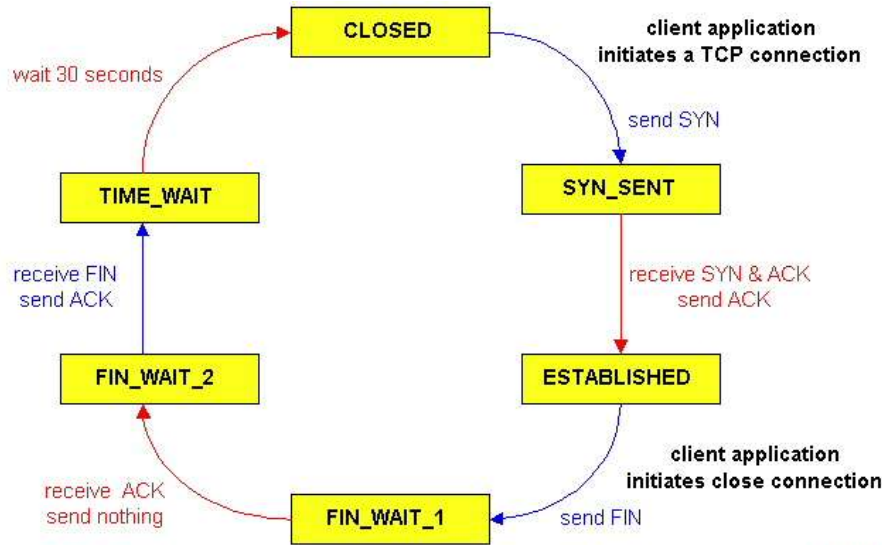 CLOSED
client application
initiates a TCP connection
wait 30 seconds
send SYN
TIME_WAIT
SYN_SENT
receive FIN
send ACK
receive SYN & ACK
send ACK
FIN_WAIT_2
ESTABLISHED
client application
initiates close connection
receive ACK
send nothing
FIN_WAIT_1
send FIN